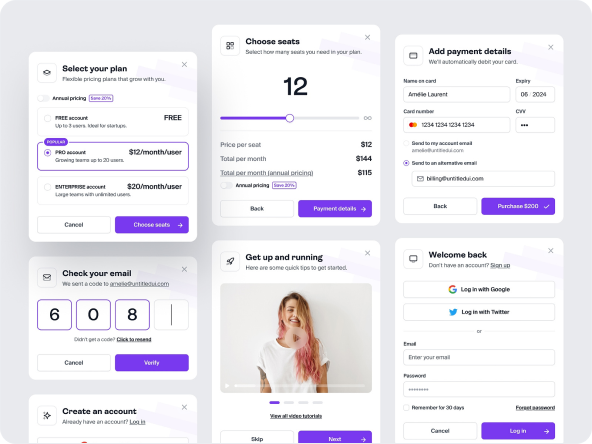 Select your plan
Flexible pricing plans that grow with you.
Annual pricing Save 20%
FREE account FREE
Up to 3 users. Ideal for startups.
POPULAR
PRO account $12/month/user
Growing teams up to 20 users.
ENTERPRISE account $20/month/user
Large teams with unlimited users.
Cancel Choose seats
Check your email
We sent a code to amelie@untitledui.com
6 0 8
Didn't get a code? Click to resend
Cancel Verify
Create an account
Already have an account? Log in
Choose seats
Select how many seats you need in your plan.
12
Price per seat $12
Total per month $144
Total per month (annual pricing) $115
Annual pricing Save 20%
Back Payment details
Get up and running
Here are some quick tips to get started.
View all video tutorials
Skip Next
Add payment details
We'll automatically debit your card.
Name on card Expiry
Amélie Laurent 06 - 2024
Card number CVV
1234 1234 1234 1234 •••
Send to my account email
amelie@untitledui.com
Send to an alternative email
billing@untitledui.com
Back Purchase $200
Welcome back
Don't have an account? Sign up
Log in with Google
Log in with Twitter
or
Email
Enter your email
Password
••••••••
Remember for 30 days Forgot password
Cancel Log in